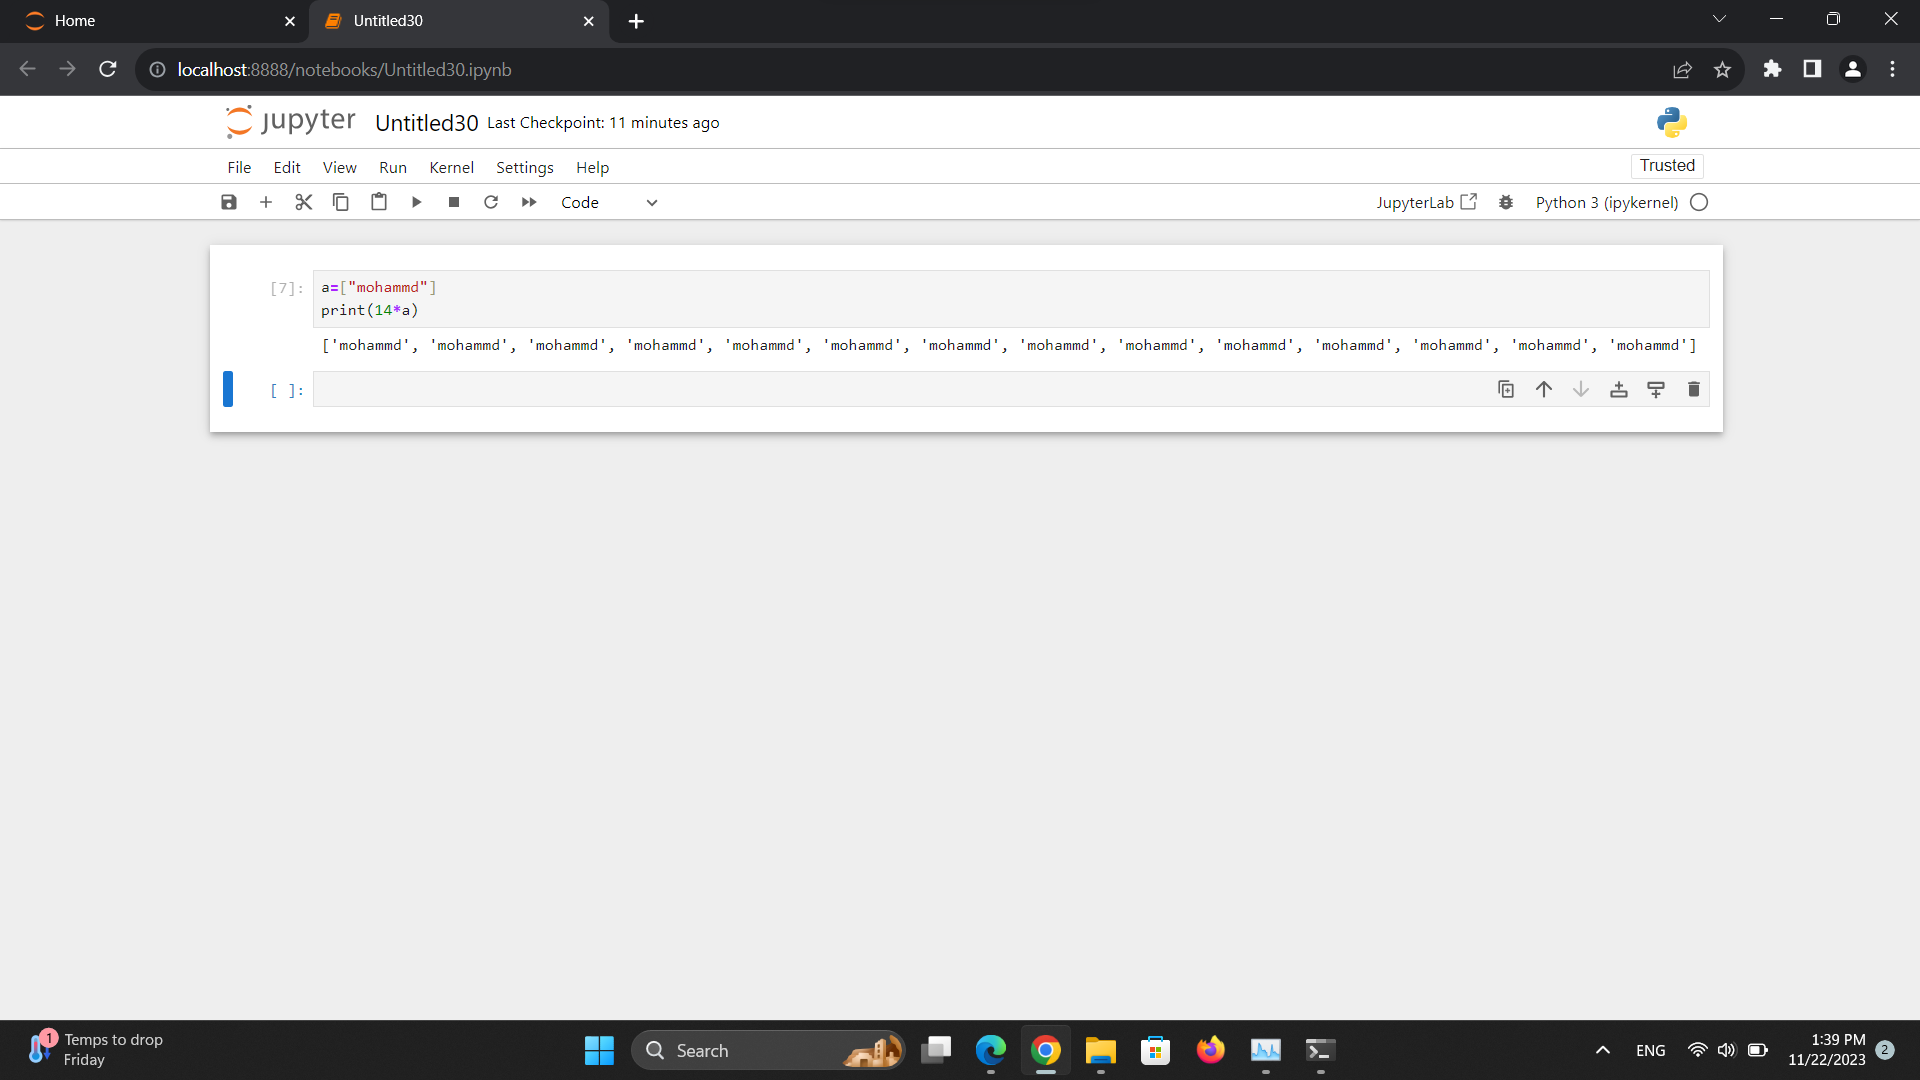 Home
Untitled30
localhost:8888/notebooks/Untitled30.ipynb
jupyter Untitled30 Last Checkpoint: 11 minutes ago
File Edit View Run Kernel Settings Help
Trusted
Code
JupyterLab
Python 3 (ipykernel)
[7]:
a=["mohammd"]
print(14*a)
['mohammd', 'mohammd', 'mohammd', 'mohammd', 'mohammd', 'mohammd', 'mohammd', 'mohammd', 'mohammd', 'mohammd', 'mohammd', 'mohammd', 'mohammd', 'mohammd']
[ ]:
1
Temps to drop
Friday
Search
ENG
1:39 PM
11/22/2023
2